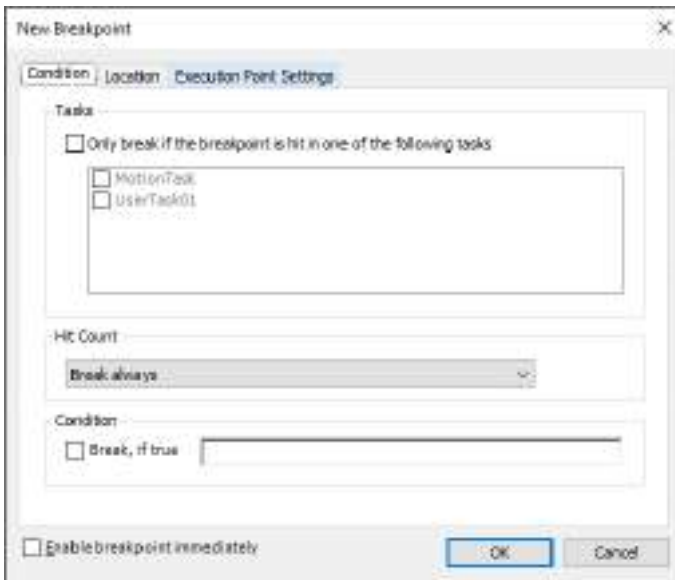 New Breakpoint
Condition Location Execution Point Settings
Tasks
Only break if the breakpoint is hit in one of the following tasks
MotionTask
UserTask01
Hit Count
Break always
Condition
Break, if true
Enable breakpoint immediately
OK Cancel